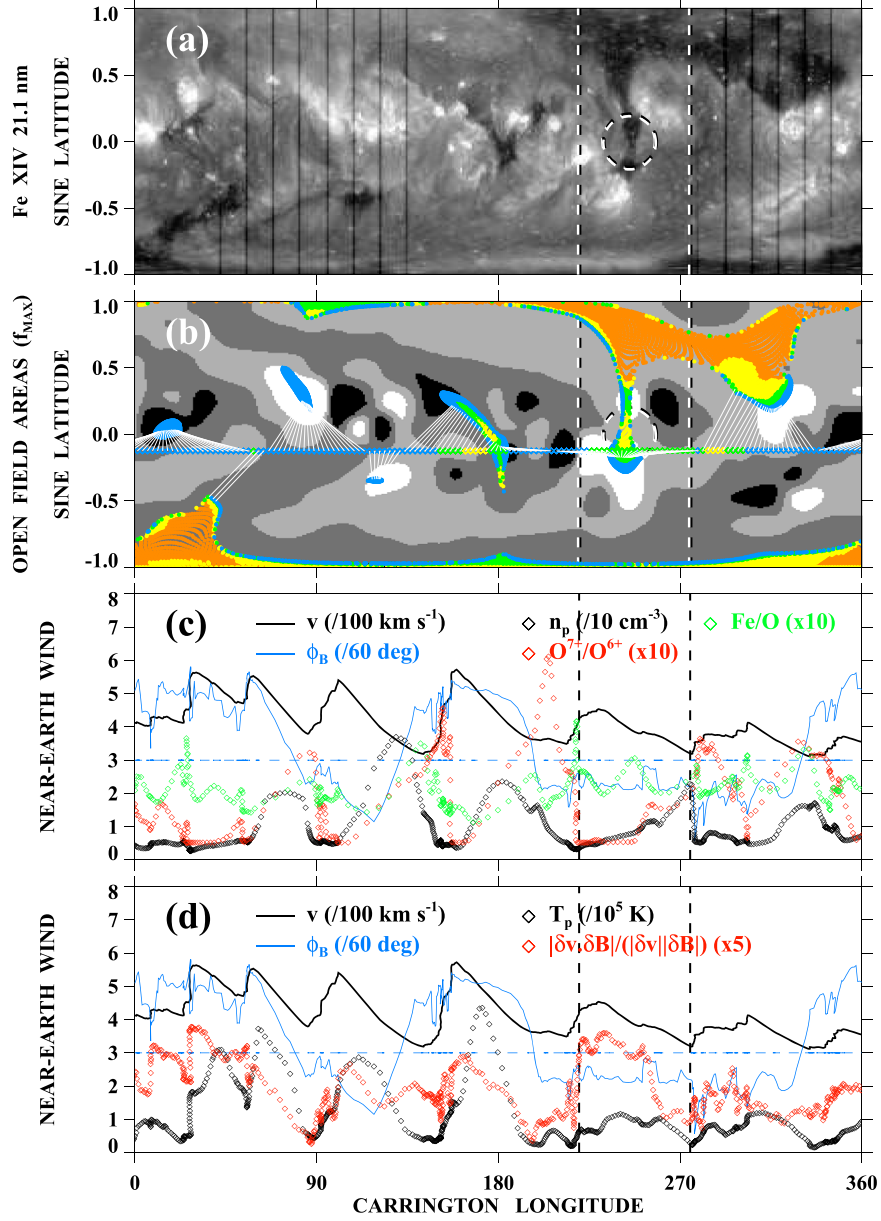 1.0
(a)
0.5
0.0
-0.5
-1.0
Fe XIV 21.1 nm
SINE LATITUDE
1.0
(b)
0.5
0.0
-0.5
-1.0
OPEN FIELD AREAS (f_MAX)
SINE LATITUDE
8
(c)
v (/100 km s⁻¹)
n_p (/10 cm⁻³)
Fe/O (x10)
ϕ_B (/60 deg)
O⁷⁺/O⁶⁺ (x10)
7
6
5
4
3
2
1
0
NEAR-EARTH WIND
8
(d)
v (/100 km s⁻¹)
T_p (/10⁵ K)
ϕ_B (/60 deg)
|δv.δB|/(|δv||δB|) (x5)
7
6
5
4
3
2
1
0
NEAR-EARTH WIND
0
90
180
270
360
CARRINGTON LONGITUDE